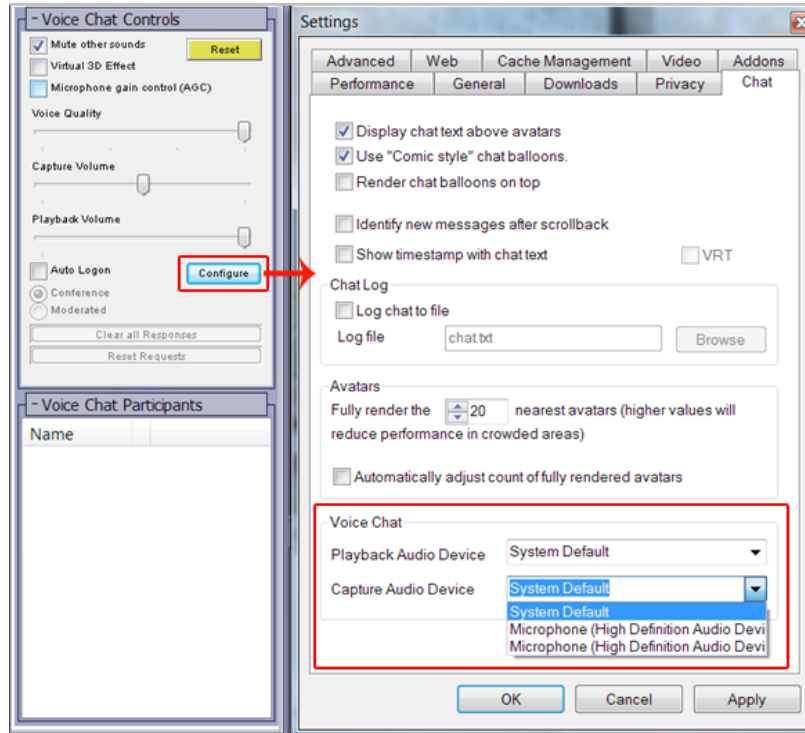 - Voice Chat Controls
Mute other sounds
Reset
Virtual 3D Effect
Microphone gain control (AGC)
Voice Quality
Capture Volume
Playback Volume
Auto Logon
Configure
Conference
Moderated
Clear all Responses
Reset Requests
- Voice Chat Participants
Name
Settings
Advanced Web Cache Management Video Addons
Performance General Downloads Privacy Chat
Display chat text above avatars
Use "Comic style" chat balloons.
Render chat balloons on top
Identify new messages after scrollback
Show timestamp with chat text VRT
Chat Log
Log chat to file
Log file chat.txt Browse
Avatars
Fully render the 20 nearest avatars (higher values will
reduce performance in crowded areas)
Automatically adjust count of fully rendered avatars
Voice Chat
Playback Audio Device System Default
Capture Audio Device System Default
System Default
Microphone (High Definition Audio Devi
Microphone (High Definition Audio Devi
OK Cancel Apply